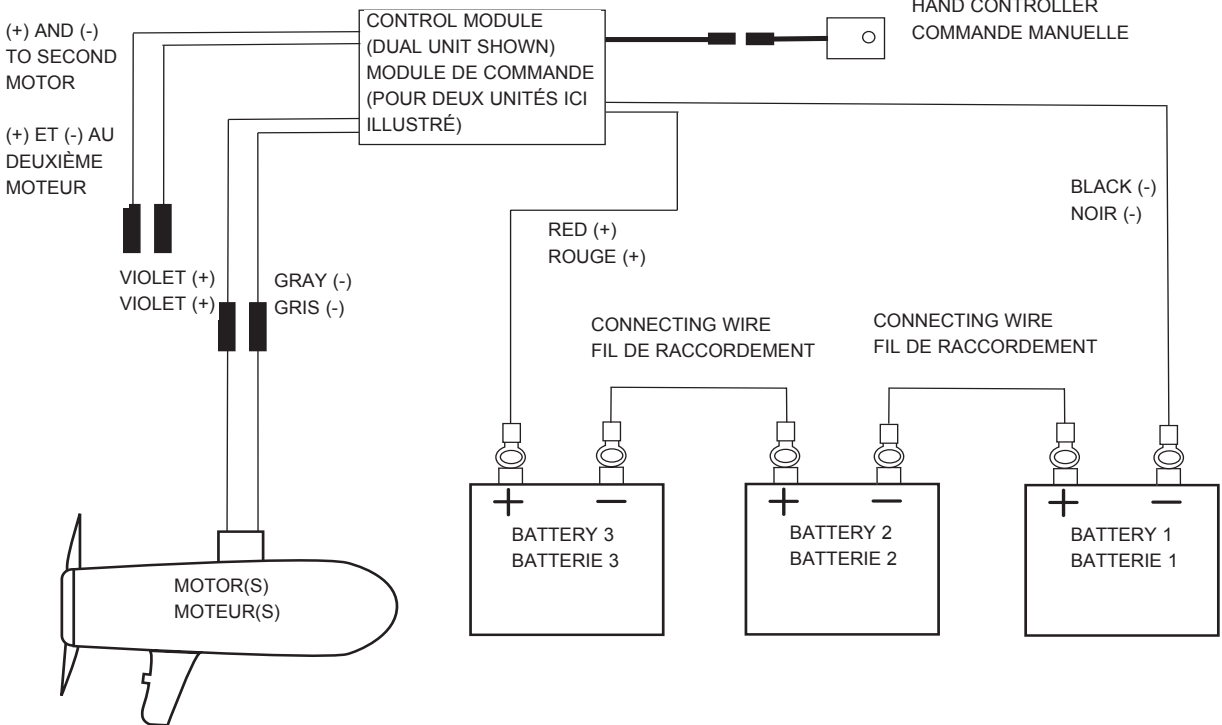 HAND CONTROLLER
COMMANDE MANUELLE
CONTROL MODULE
(DUAL UNIT SHOWN)
MODULE DE COMMANDE
(POUR DEUX UNITÉS ICI
ILLUSTRÉ)
(+) AND (-)
TO SECOND
MOTOR
(+) ET (-) AU
DEUXIÈME
MOTEUR
BLACK (-)
NOIR (-)
RED (+)
ROUGE (+)
VIOLET (+)
VIOLET (+)
GRAY (-)
GRIS (-)
CONNECTING WIRE
FIL DE RACCORDEMENT
CONNECTING WIRE
FIL DE RACCORDEMENT
+ −
BATTERY 3
BATTERIE 3
+ −
BATTERY 2
BATTERIE 2
+ −
BATTERY 1
BATTERIE 1
MOTOR(S)
MOTEUR(S)